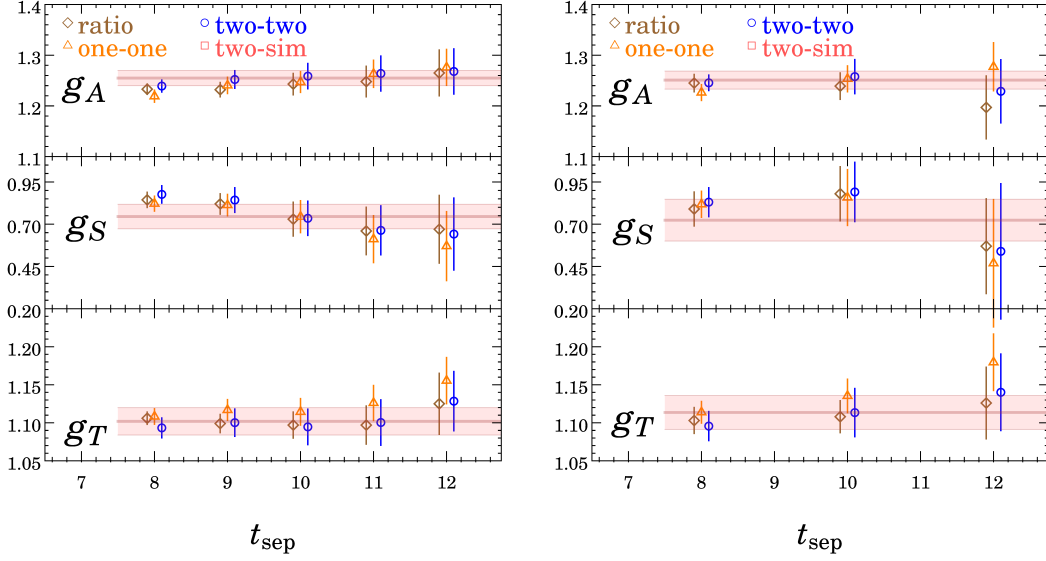 1.4 ratio two-two
one-one two-sim
1.3
g_A
1.2
1.1
0.95
0.70
g_S
0.45
0.20
1.20
1.15
1.10
g_T
1.05
7 8 9 10 11 12
t_sep
1.4 ratio two-two
one-one two-sim
1.3
g_A
1.2
1.1
0.95
0.70
g_S
0.45
0.20
1.20
1.15
1.10
g_T
1.05
7 8 9 10 11 12
t_sep